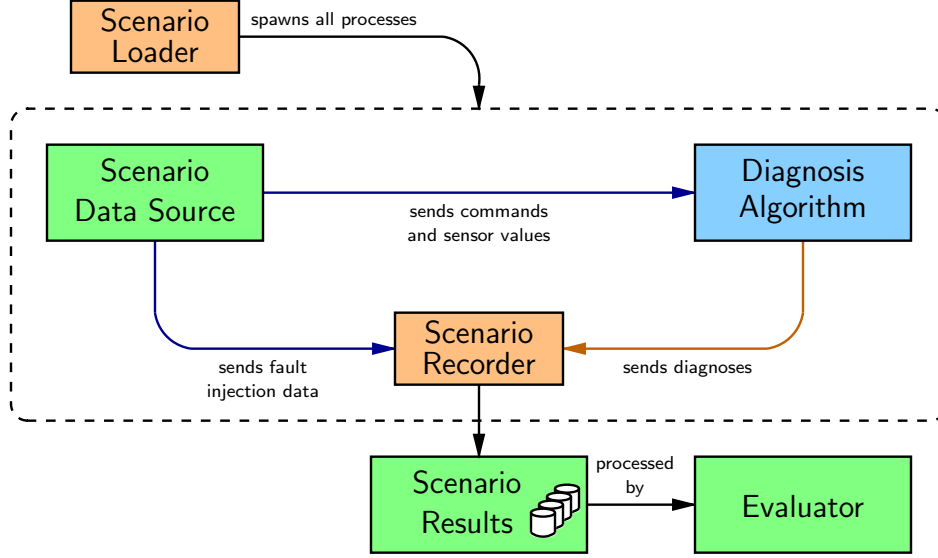 Scenario
Loader
spawns all processes
Scenario
Data Source
sends commands
and sensor values
Diagnosis
Algorithm
Scenario
Recorder
sends fault
injection data
sends diagnoses
Scenario
Results
processed
by
Evaluator